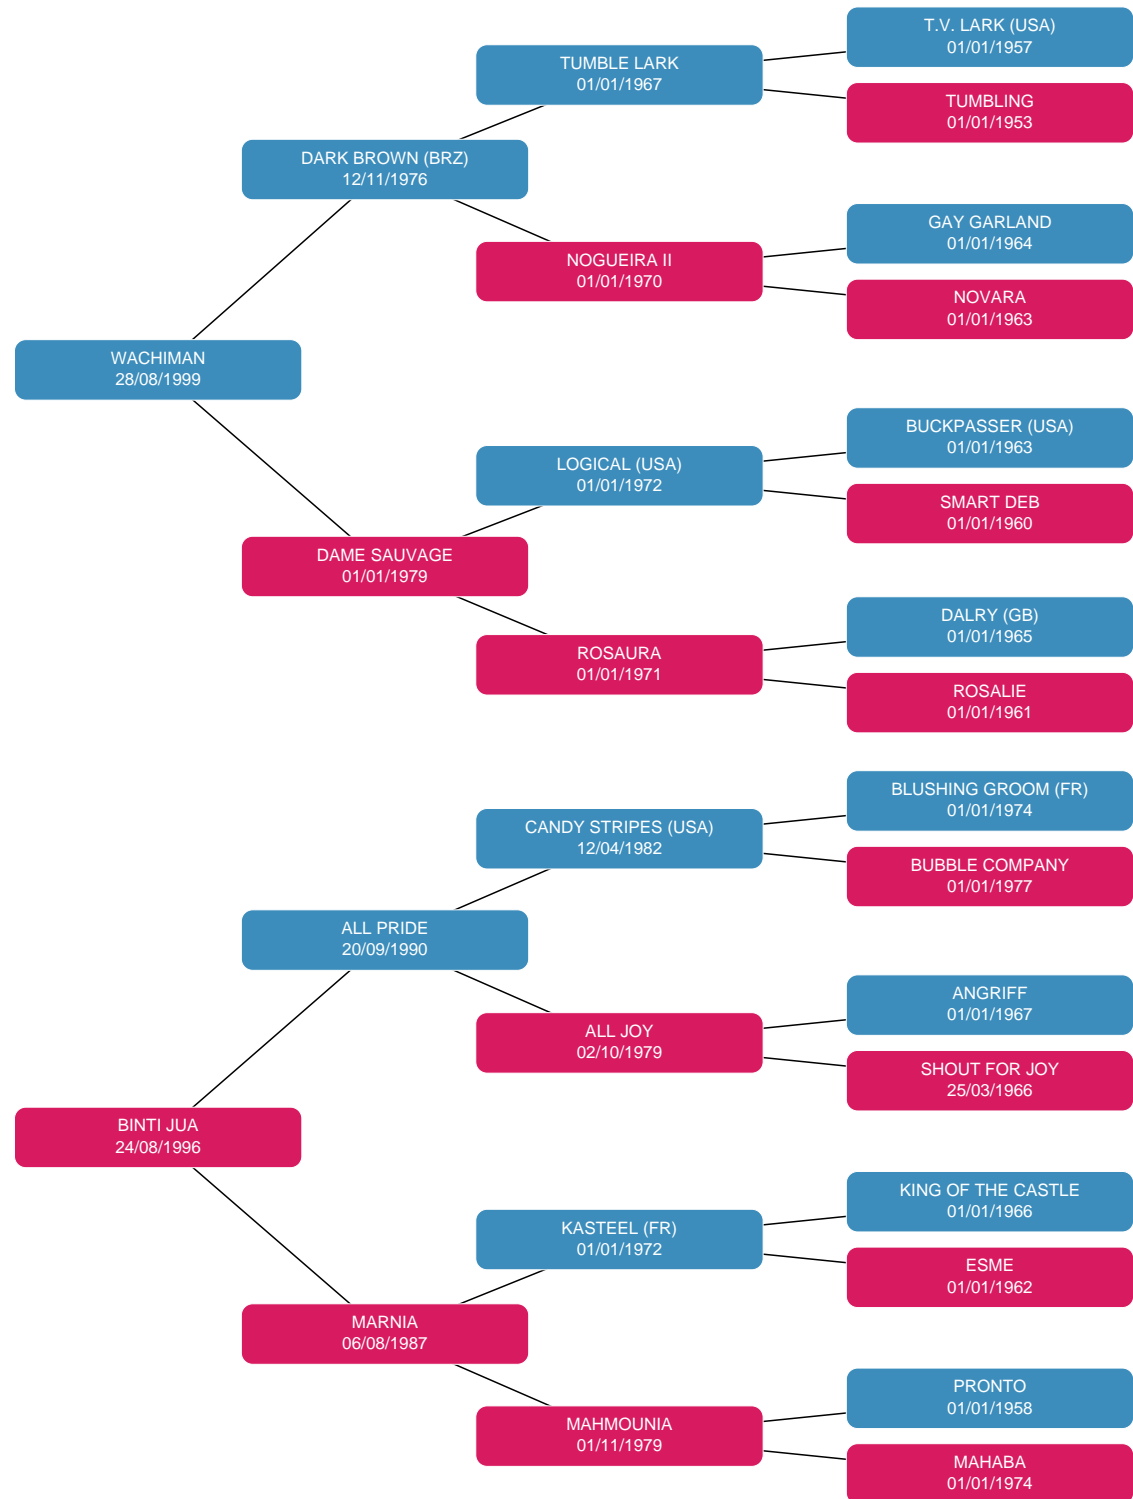 T.V. LARK (USA)
01/01/1957
TUMBLE LARK
01/01/1967
TUMBLING
01/01/1953
DARK BROWN (BRZ)
12/11/1976
GAY GARLAND
01/01/1964
NOGUEIRA II
01/01/1970
NOVARA
01/01/1963
WACHIMAN
28/08/1999
BUCKPASSER (USA)
01/01/1963
LOGICAL (USA)
01/01/1972
SMART DEB
01/01/1960
DAME SAUVAGE
01/01/1979
DALRY (GB)
01/01/1965
ROSAURA
01/01/1971
ROSALIE
01/01/1961
BLUSHING GROOM (FR)
01/01/1974
CANDY STRIPES (USA)
12/04/1982
BUBBLE COMPANY
01/01/1977
ALL PRIDE
20/09/1990
ANGRIFF
01/01/1967
ALL JOY
02/10/1979
SHOUT FOR JOY
25/03/1966
BINTI JUA
24/08/1996
KING OF THE CASTLE
01/01/1966
KASTEEL (FR)
01/01/1972
ESME
01/01/1962
MARNIA
06/08/1987
PRONTO
01/01/1958
MAHMOUNIA
01/11/1979
MAHABA
01/01/1974